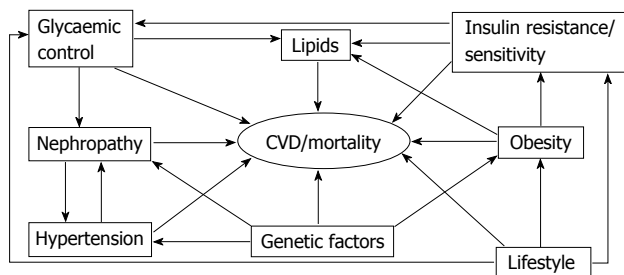 Glycaemic
control
Lipids
Insulin resistance/
sensitivity
Nephropathy
CVD/mortality
Obesity
Hypertension
Genetic factors
Lifestyle